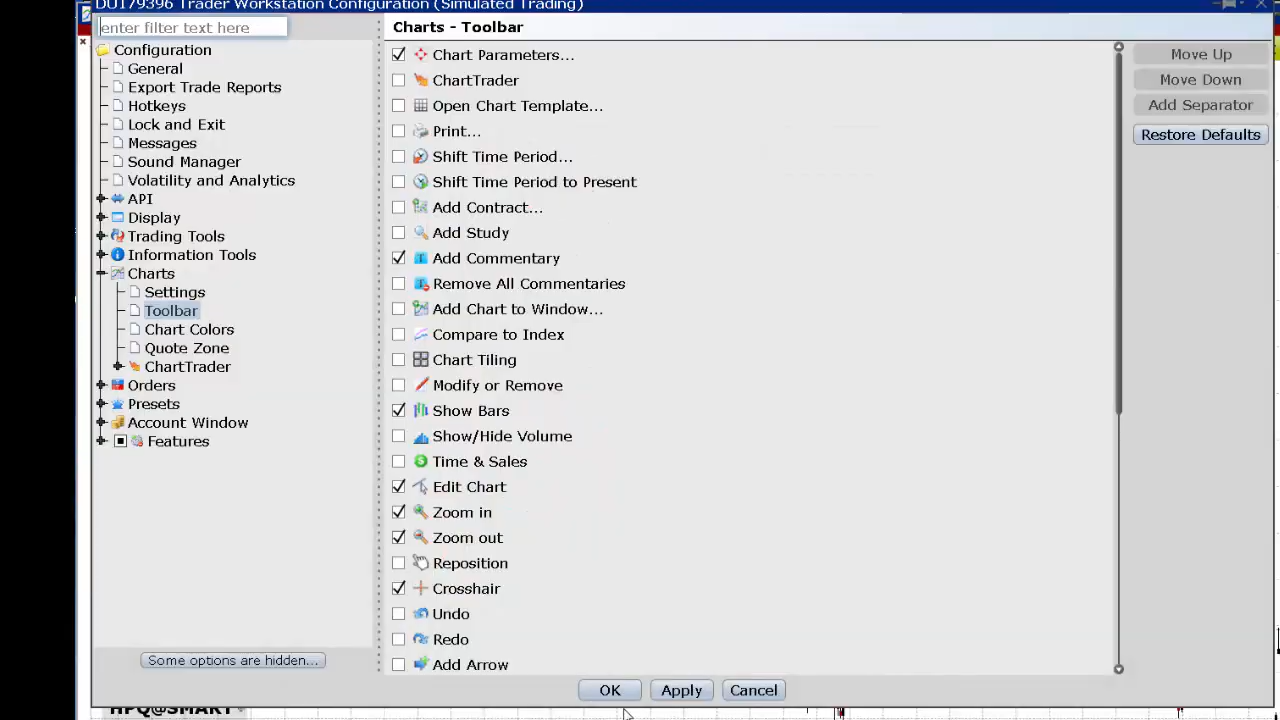 DU179396 Trader Workstation Configuration (Simulated Trading)
enter filter text here
Configuration
General
Export Trade Reports
Hotkeys
Lock and Exit
Messages
Sound Manager
Volatility and Analytics
API
Display
Trading Tools
Information Tools
Charts
Settings
Toolbar
Chart Colors
Quote Zone
ChartTrader
Orders
Presets
Account Window
Features
Some options are hidden...
Charts - Toolbar
Chart Parameters...
ChartTrader
Open Chart Template...
Print...
Shift Time Period...
Shift Time Period to Present
Add Contract...
Add Study
Add Commentary
Remove All Commentaries
Add Chart to Window...
Compare to Index
Chart Tiling
Modify or Remove
Show Bars
Show/Hide Volume
Time & Sales
Edit Chart
Zoom in
Zoom out
Reposition
Crosshair
Undo
Redo
Add Arrow
Move Up
Move Down
Add Separator
Restore Defaults
OK Apply Cancel
HPQ@SMART